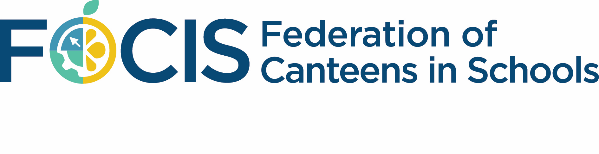 FOCIS
Federation of
Canteens in Schools